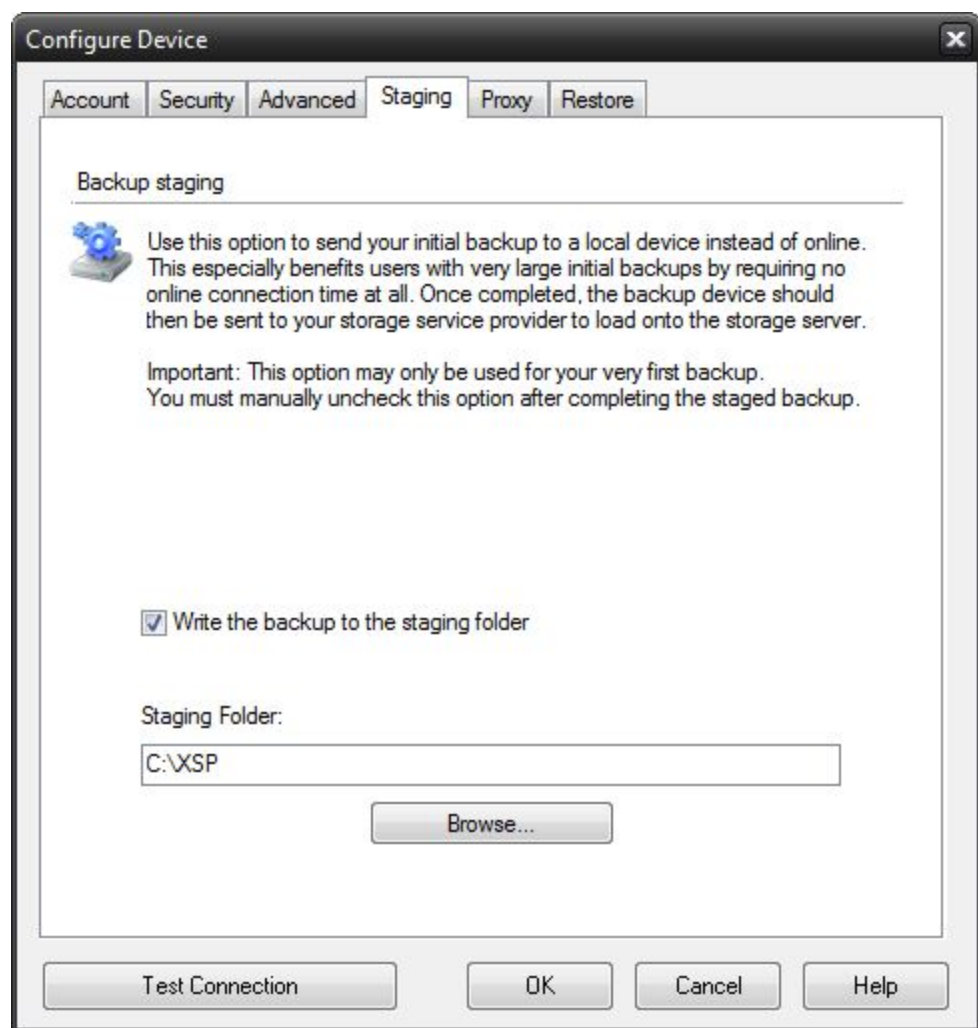 Configure Device
Account Security Advanced Staging Proxy Restore
Backup staging
Use this option to send your initial backup to a local device instead of online.
This especially benefits users with very large initial backups by requiring no
online connection time at all. Once completed, the backup device should
then be sent to your storage service provider to load onto the storage server.
Important: This option may only be used for your very first backup.
You must manually uncheck this option after completing the staged backup.
Write the backup to the staging folder
Staging Folder:
C:\XSP
Browse...
Test Connection OK Cancel Help